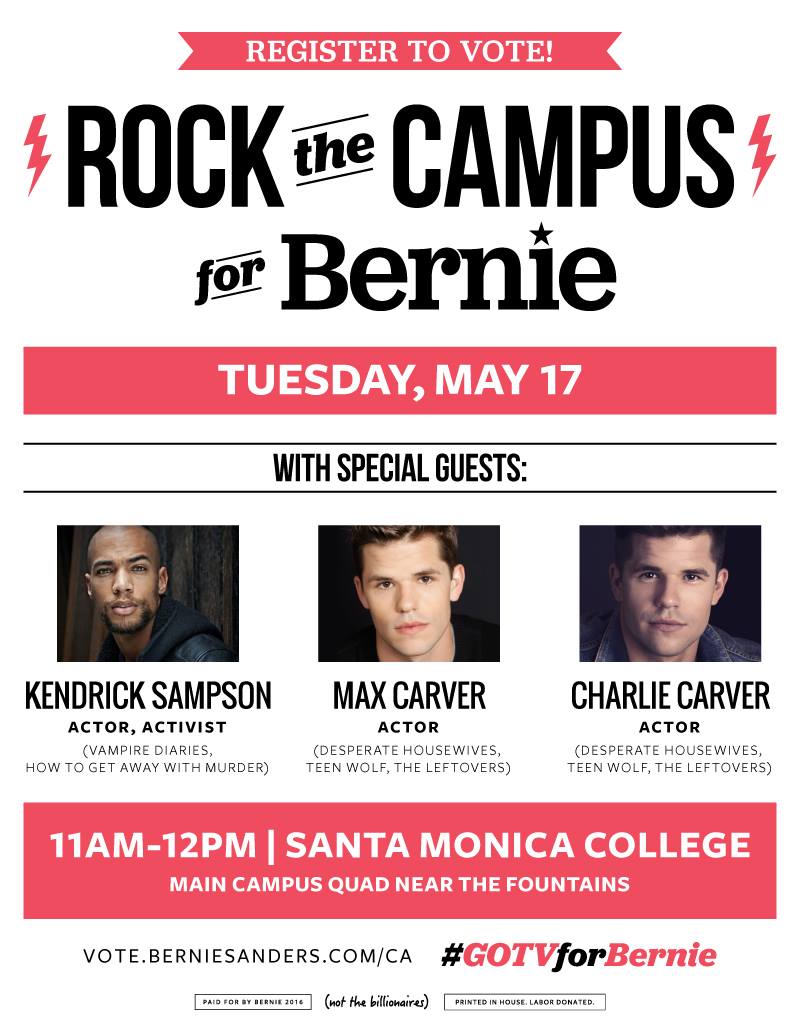 REGISTER TO VOTE!
ROCK the CAMPUS
for Bernie
TUESDAY, MAY 17
WITH SPECIAL GUESTS:
KENDRICK SAMPSON
ACTOR, ACTIVIST
(VAMPIRE DIARIES,
HOW TO GET AWAY WITH MURDER)
MAX CARVER
ACTOR
(DESPERATE HOUSEWIVES,
TEEN WOLF, THE LEFTOVERS)
CHARLIE CARVER
ACTOR
(DESPERATE HOUSEWIVES,
TEEN WOLF, THE LEFTOVERS)
11AM-12PM | SANTA MONICA COLLEGE
MAIN CAMPUS QUAD NEAR THE FOUNTAINS
VOTE.BERNIESANDERS.COM/CA #GOTVforBernie
PAID FOR BY BERNIE 2016 (not the billionaires) PRINTED IN HOUSE. LABOR DONATED.